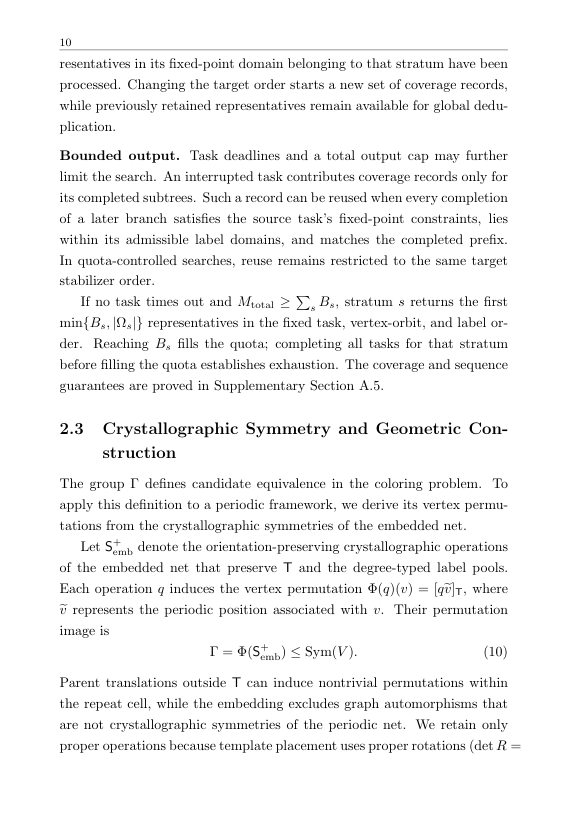 10
resentatives in its fixed-point domain belonging to that stratum have been
processed. Changing the target order starts a new set of coverage records,
while previously retained representatives remain available for global dedu-
plication.
Bounded output. Task deadlines and a total output cap may further
limit the search. An interrupted task contributes coverage records only for
its completed subtrees. Such a record can be reused when every completion
of a later branch satisfies the source task's fixed-point constraints, lies
within its admissible label domains, and matches the completed prefix.
In quota-controlled searches, reuse remains restricted to the same target
stabilizer order.
If no task times out and M_total ≥ ∑_s B_s, stratum s returns the first
min{B_s, |Ω_s|} representatives in the fixed task, vertex-orbit, and label or-
der. Reaching B_s fills the quota; completing all tasks for that stratum
before filling the quota establishes exhaustion. The coverage and sequence
guarantees are proved in Supplementary Section A.5.
2.3 Crystallographic Symmetry and Geometric Con-
struction
The group Γ defines candidate equivalence in the coloring problem. To
apply this definition to a periodic framework, we derive its vertex permu-
tations from the crystallographic symmetries of the embedded net.
Let S⁺_emb denote the orientation-preserving crystallographic operations
of the embedded net that preserve T and the degree-typed label pools.
Each operation q induces the vertex permutation Φ(q)(v) = [qṽ]_T, where
ṽ represents the periodic position associated with v. Their permutation
image is
Γ = Φ(S⁺_emb) ≤ Sym(V). (10)
Parent translations outside T can induce nontrivial permutations within
the repeat cell, while the embedding excludes graph automorphisms that
are not crystallographic symmetries of the periodic net. We retain only
proper operations because template placement uses proper rotations (det R =